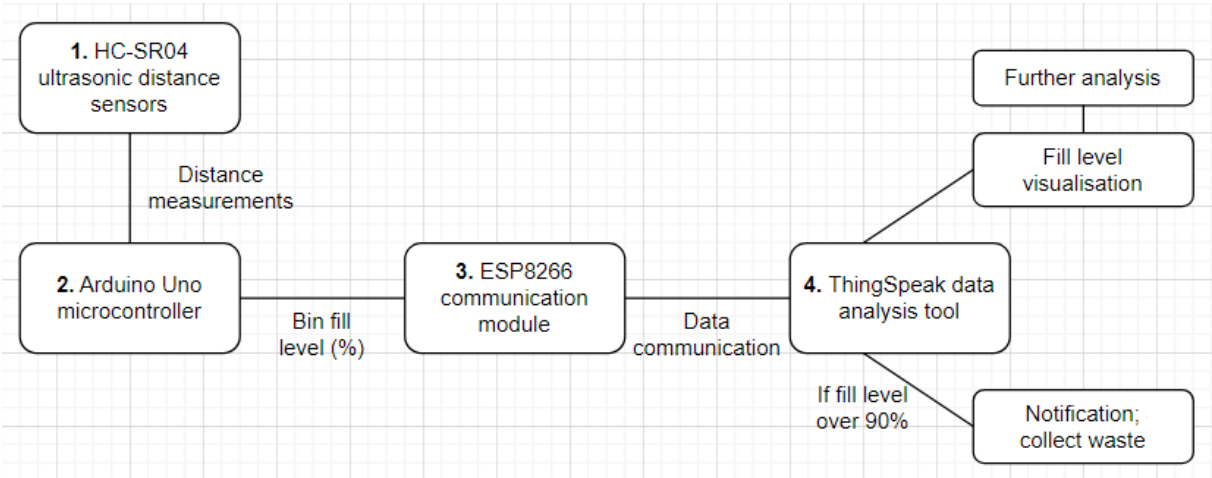 1. HC-SR04
ultrasonic distance
sensors
Distance
measurements
2. Arduino Uno
microcontroller
Bin fill
level (%)
3. ESP8266
communication
module
Data
communication
4. ThingSpeak data
analysis tool
Further analysis
Fill level
visualisation
If fill level
over 90%
Notification;
collect waste